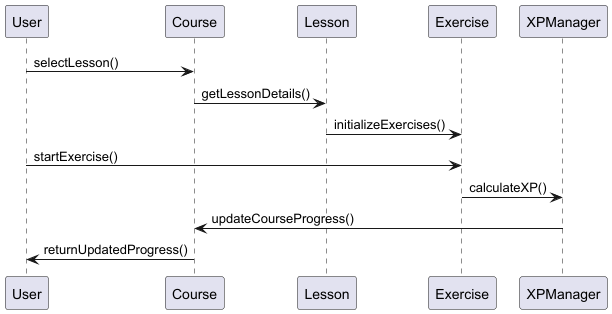 User Course Lesson Exercise XPManager
selectLesson()
getLessonDetails()
initializeExercises()
startExercise()
calculateXP()
updateCourseProgress()
returnUpdatedProgress()
User Course Lesson Exercise XPManager